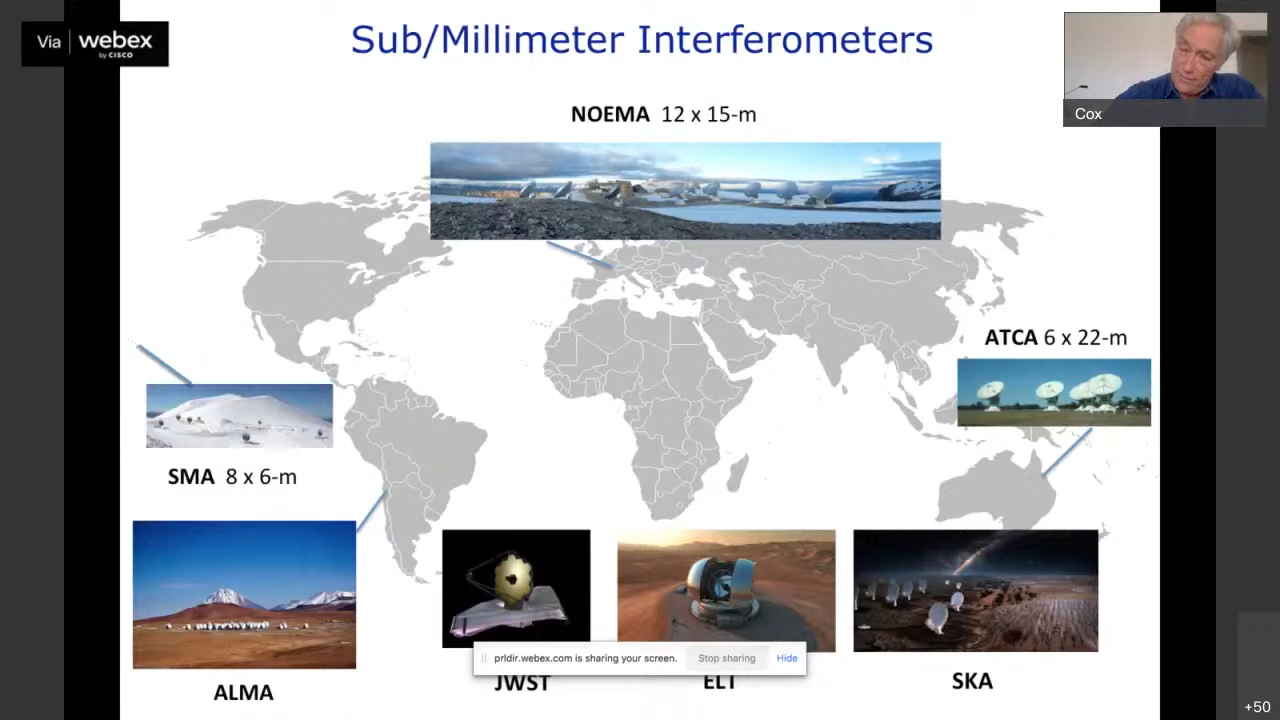 Via webex
by CISCO
Sub/Millimeter Interferometers
Cox
NOEMA 12 x 15-m
ATCA 6 x 22-m
SMA 8 x 6-m
prldir.webex.com is sharing your screen. Stop sharing Hide
ALMA
JWST
ELT
SKA
+50